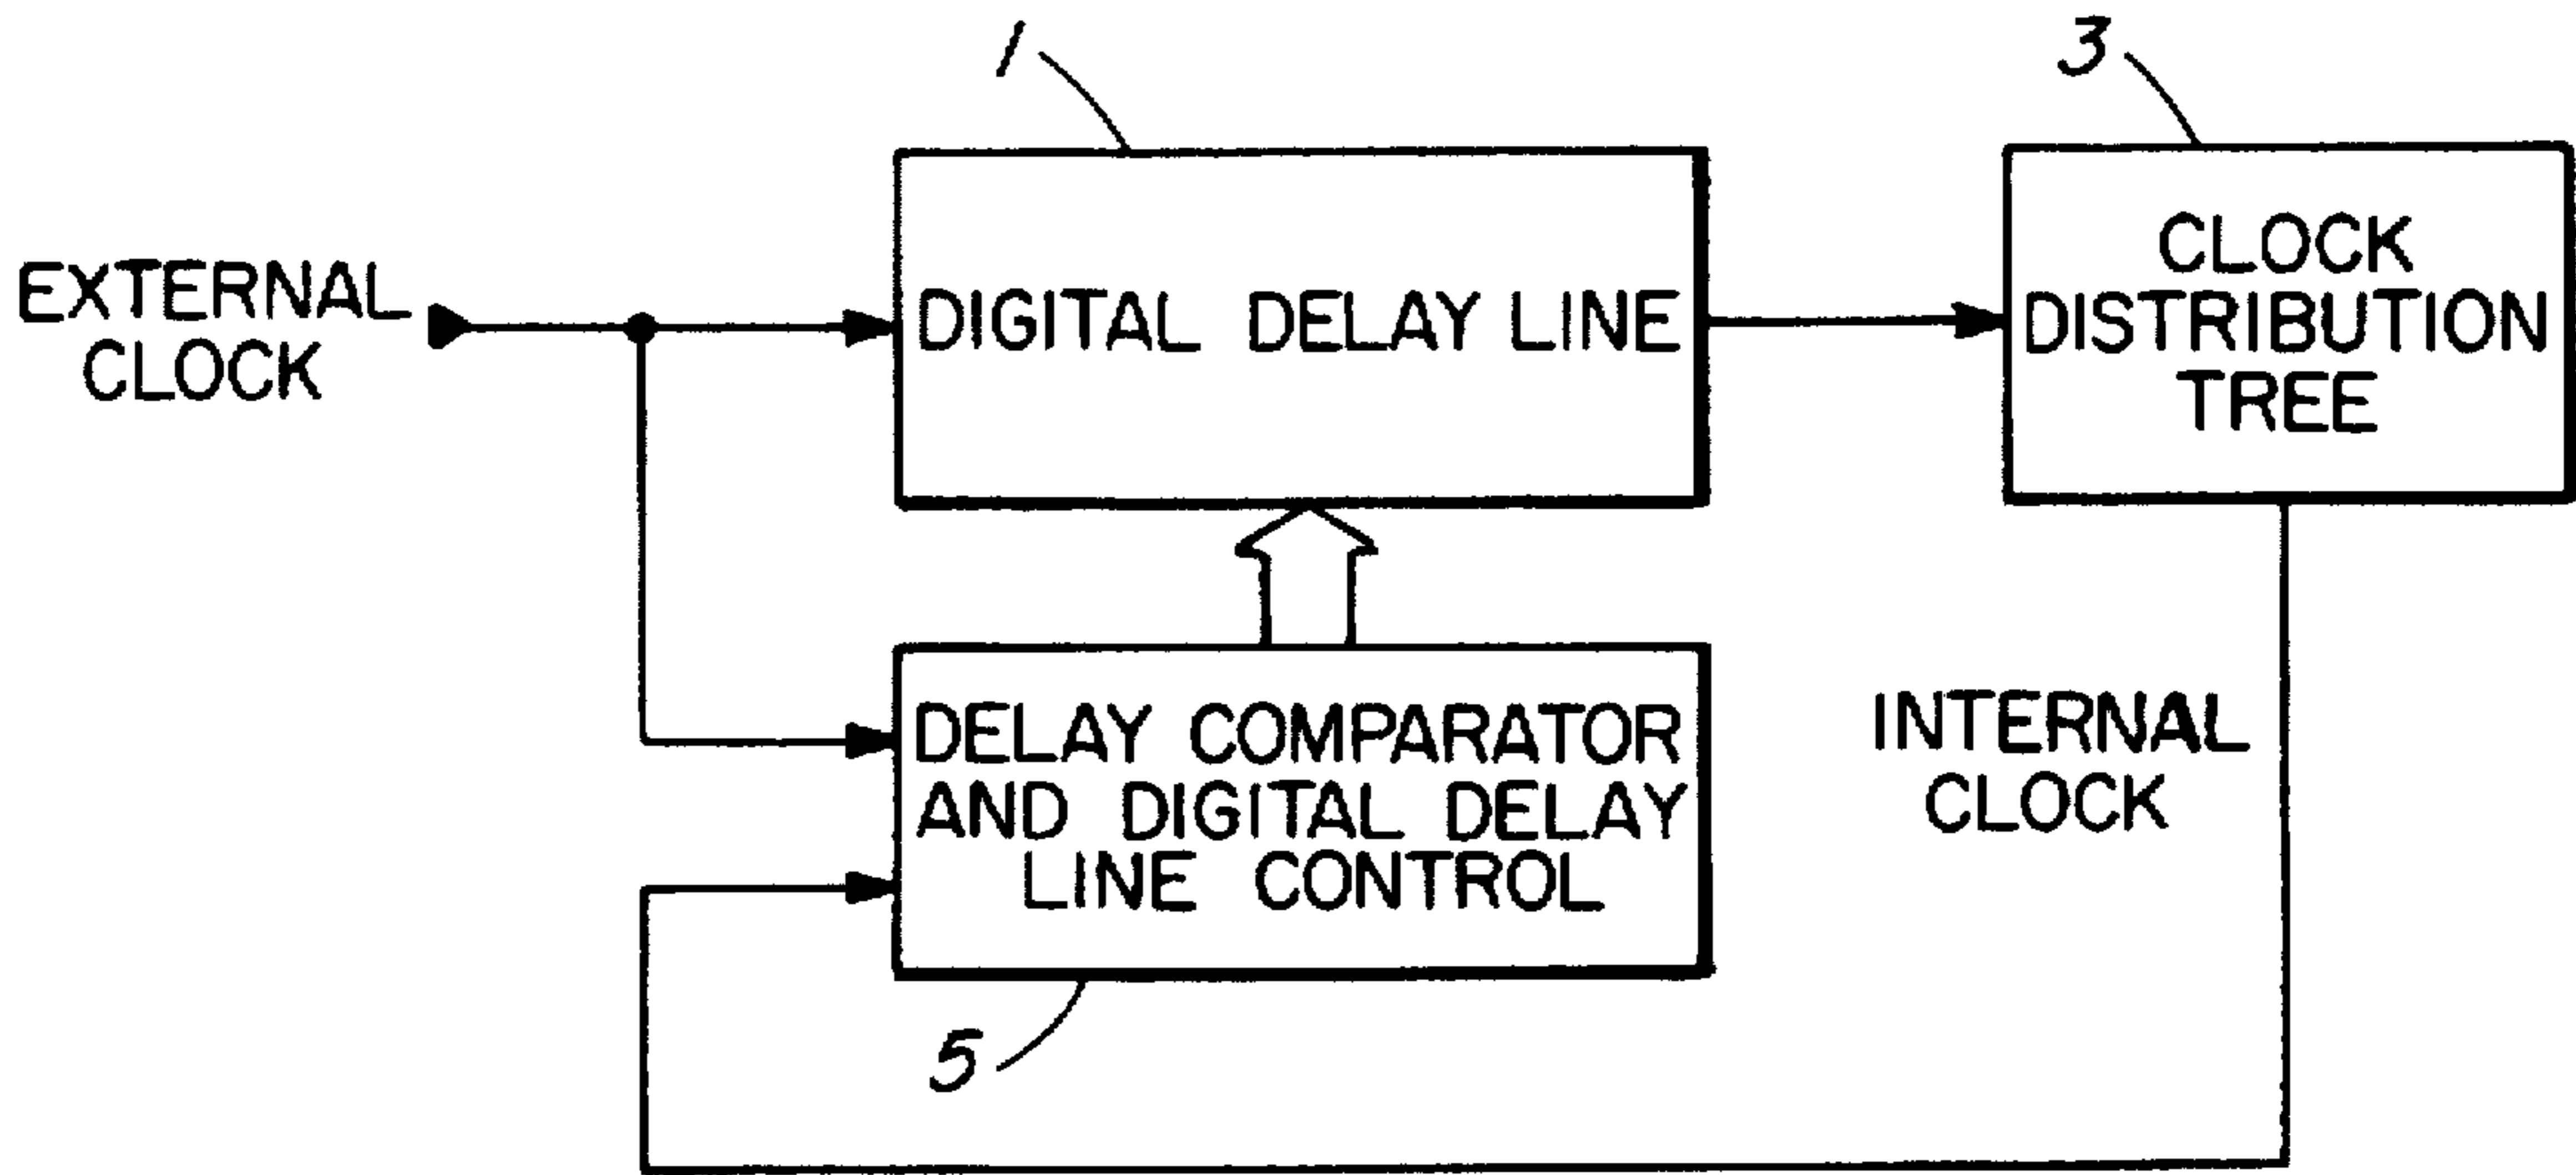 1
3
EXTERNAL
CLOCK
DIGITAL DELAY LINE
CLOCK
DISTRIBUTION
TREE
DELAY COMPARATOR
AND DIGITAL DELAY
LINE CONTROL
INTERNAL
CLOCK
5